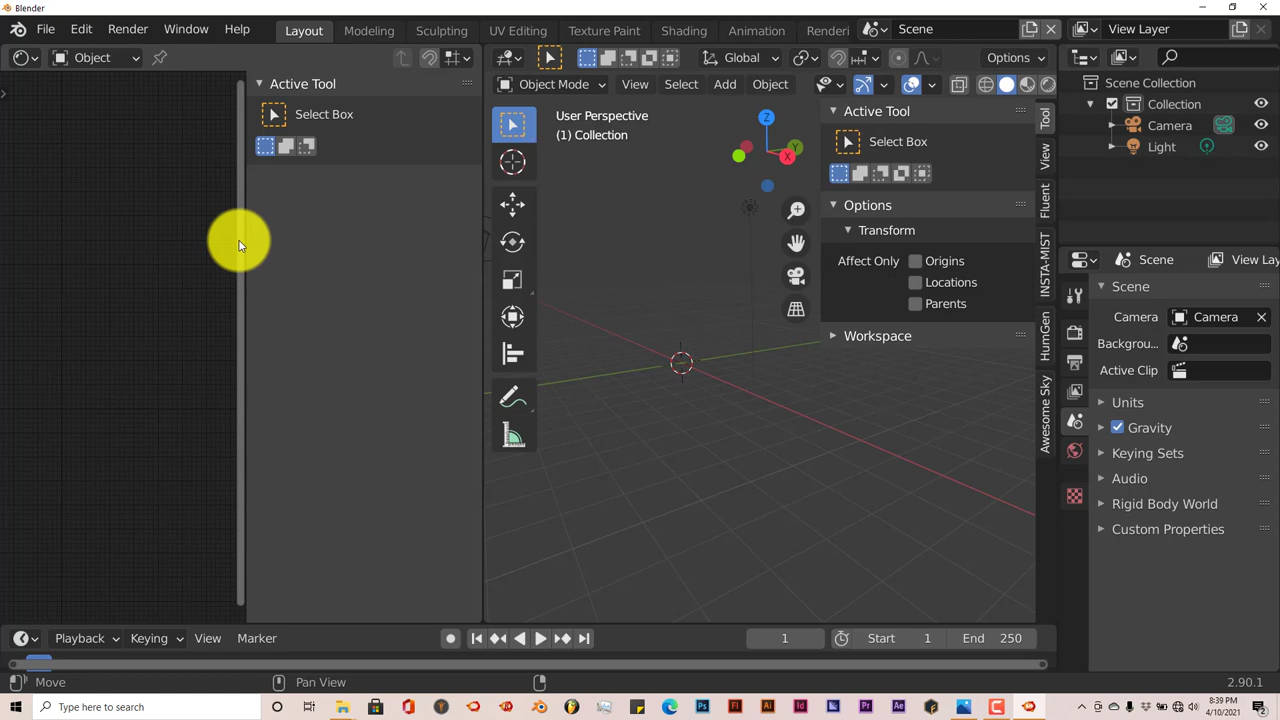 Blender
File Edit Render Window Help Layout Modeling Sculpting UV Editing Texture Paint Shading Animation Renderi Scene View Layer
Object Global Options
Object Mode View Select Add Object
Active Tool
Select Box
User Perspective
(1) Collection
Z
Y
X
Active Tool
Select Box
Options
Transform
Affect Only Origins
Locations
Parents
Workspace
Tool
View
Fluent
INSTA-MIST
HumGen
Awesome Sky
Scene Collection
Collection
Camera
Light
Scene View Lay
Scene
Camera Camera
Backgrou...
Active Clip
Units
Gravity
Keying Sets
Audio
Rigid Body World
Custom Properties
Playback Keying View Marker 1 Start 1 End 250
Move Pan View 2.90.1
Type here to search
8:39 PM
4/10/2021